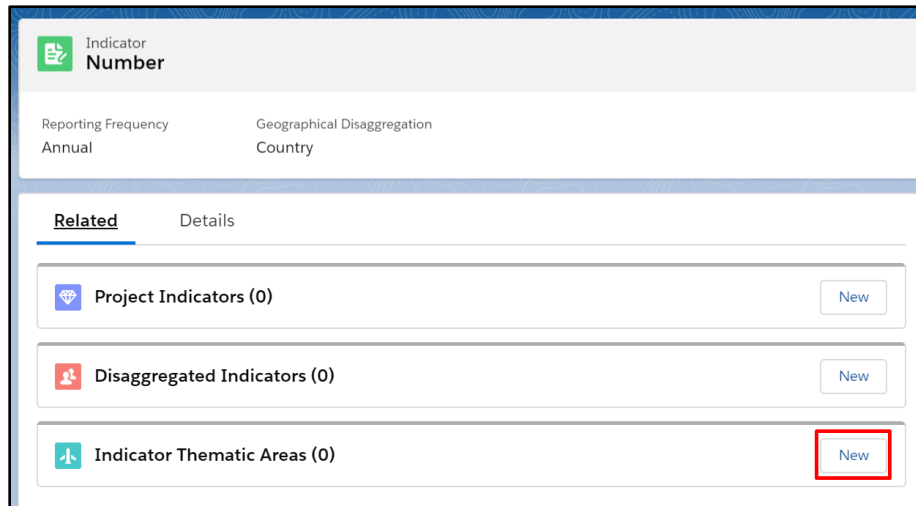 Indicator
Number
Reporting Frequency
Geographical Disaggregation
Annual
Country
Related
Details
Project Indicators (0)
New
Disaggregated Indicators (0)
New
Indicator Thematic Areas (0)
New